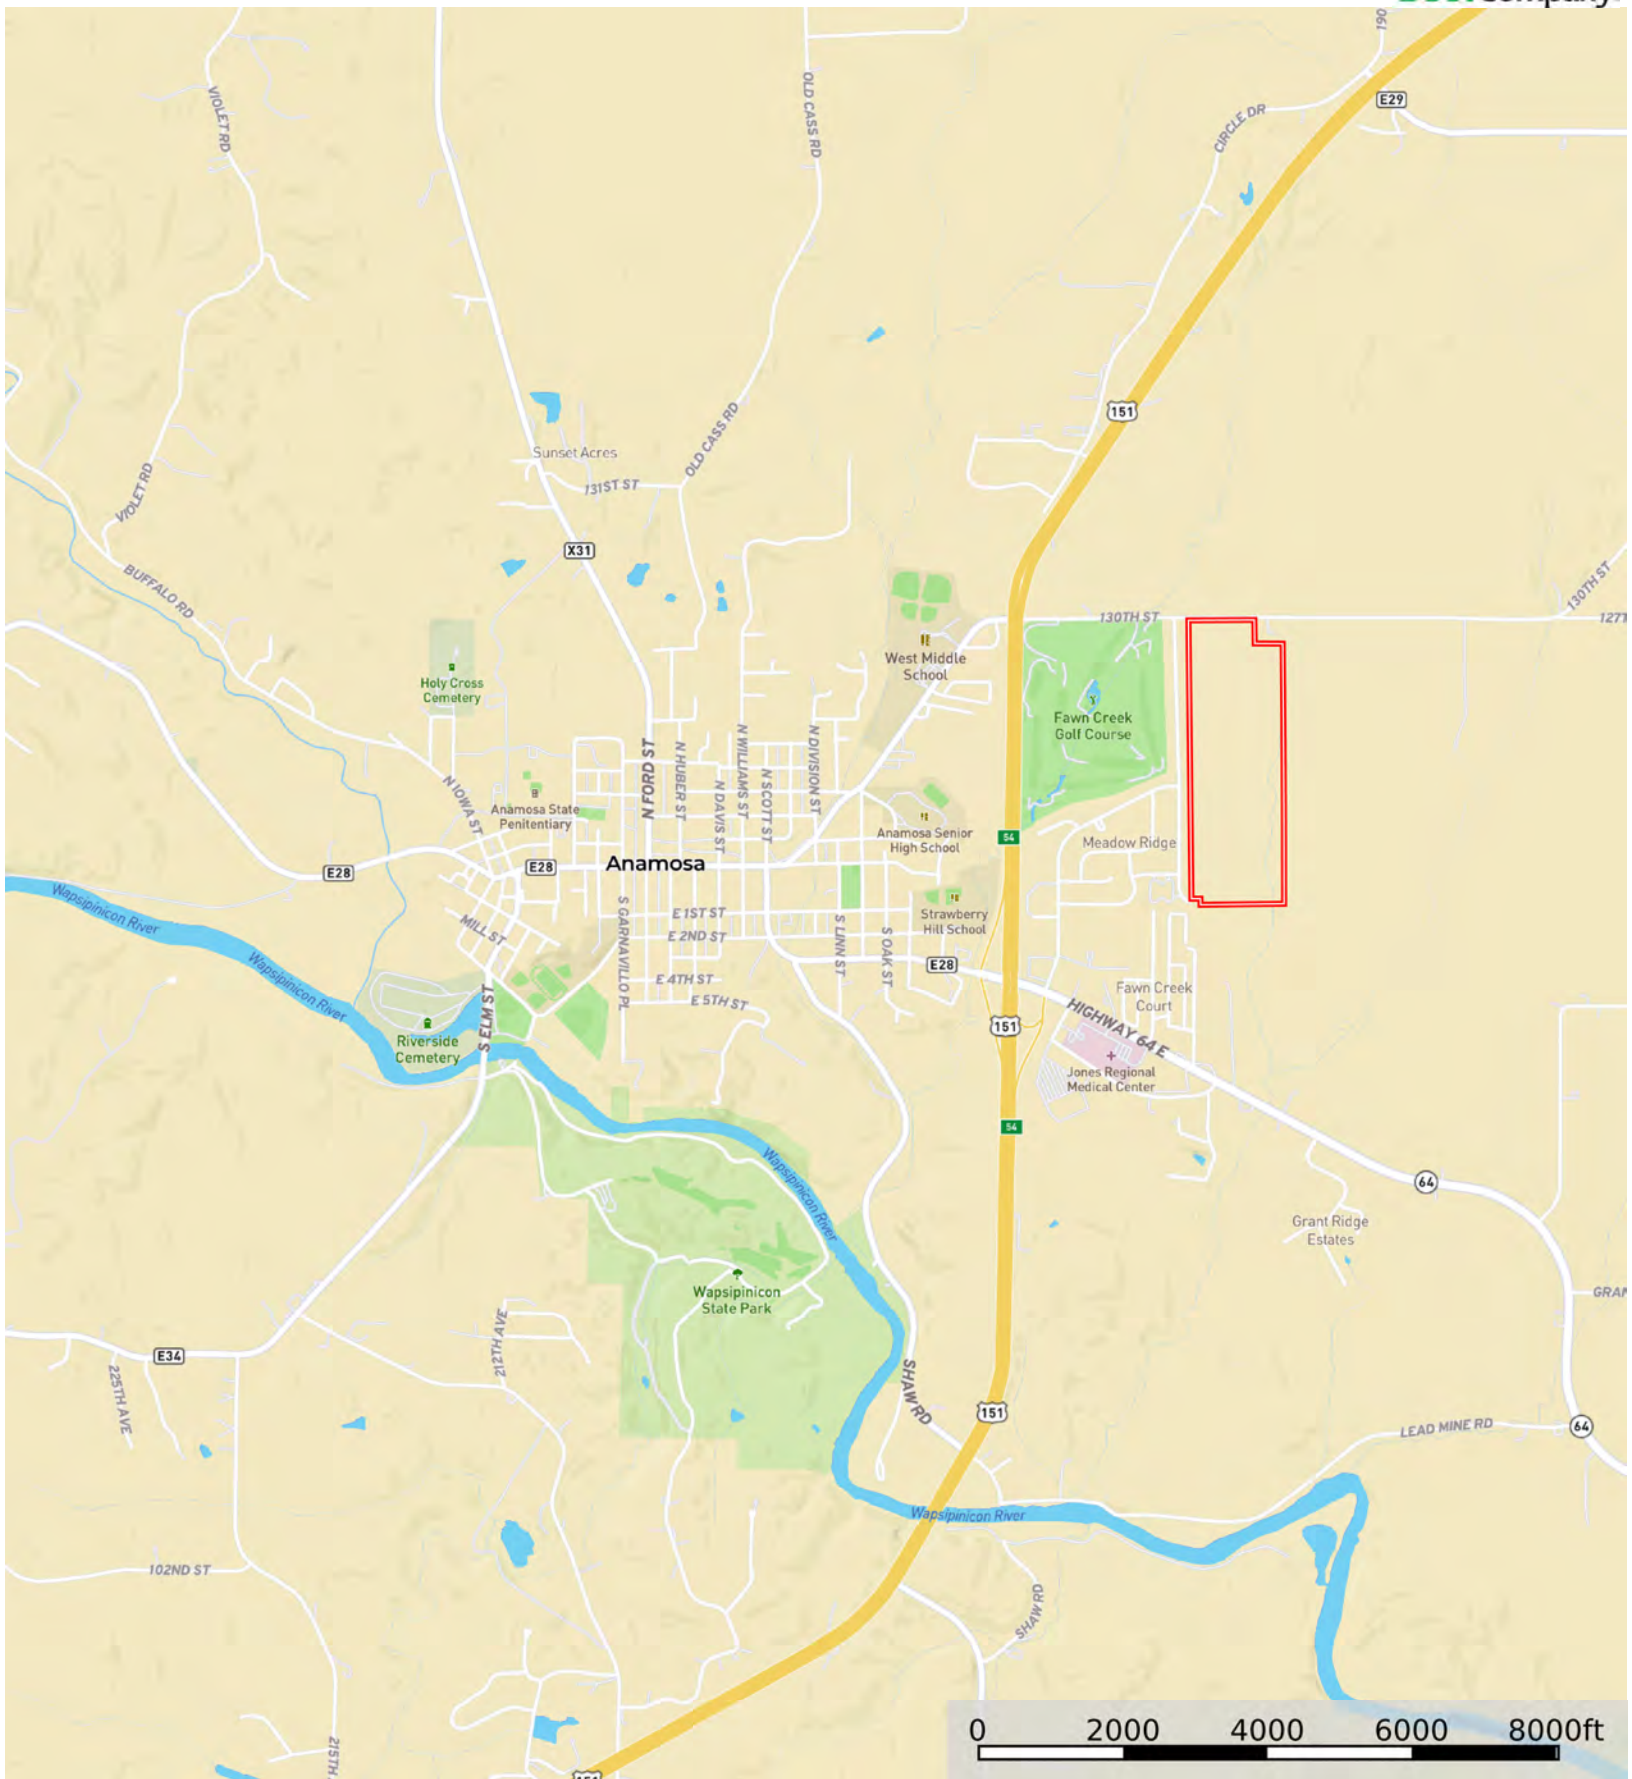 190
E29
CIRCLE DR
VIOLET RD
OLD CASS RD
151
OLD CASS RD
Sunset Acres
131ST ST
VIOLET RD
X31
BUFFALO RD
130TH ST
130TH ST
127T
West Middle
School
Holy Cross
Cemetery
Fawn Creek
Golf Course
N FORD ST
N HUBER ST
N WILLIAMS ST
N DIVISION ST
N DAVIS ST
N SCOTT ST
N IOWA ST
Anamosa State
Penitentiary
Anamosa Senior
High School
54
Meadow Ridge
E28
E28
Anamosa
Wapsipinicon River
S GARNAVILLO PL
E 1ST ST
Strawberry
Hill School
MILL ST
E 2ND ST
S LINN ST
S OAK ST
Wapsipinicon River
E28
E 4TH ST
E 5TH ST
Fawn Creek
Court
S ELM ST
HIGHWAY 64 E
151
Riverside
Cemetery
Jones Regional
Medical Center
54
Wapsipinicon River
64
Grant Ridge
Estates
Wapsipinicon
State Park
GRAN
212TH AVE
E34
225TH AVE
SHAW RD
151
LEAD MINE RD
64
Wapsipinicon River
102ND ST
SHAW RD
215TH
0 2000 4000 6000 8000ft
151